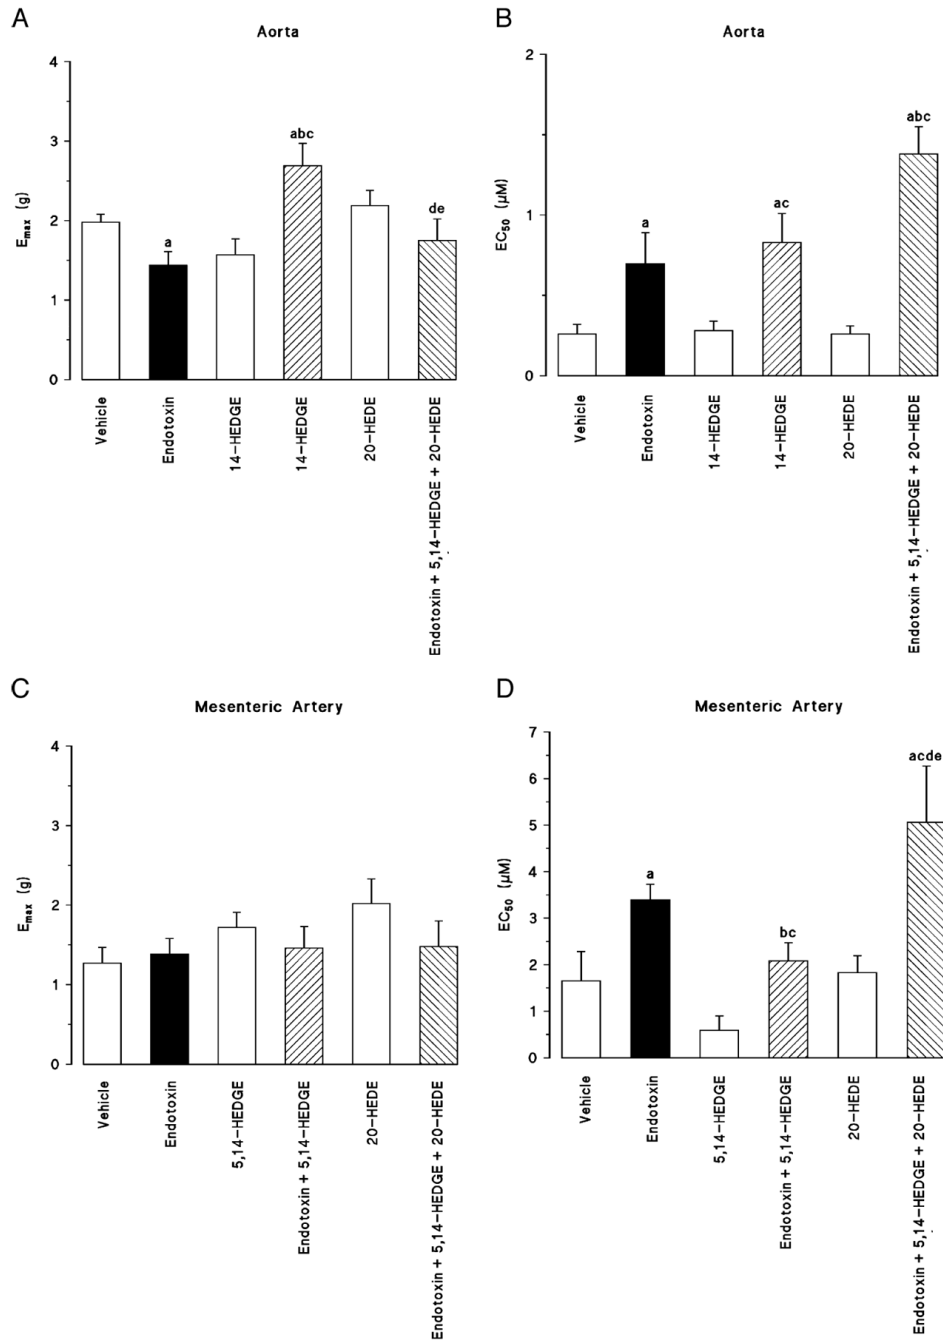 A
Aorta
4
3
2
1
0
E max (g)
a
abc
de
Vehicle
Endotoxin
14-HEDGE
14-HEDGE
20-HEDE
Endotoxin + 5,14-HEDGE + 20-HEDE
B
Aorta
2
1
0
EC50 (µM)
a
ac
abc
Vehicle
Endotoxin
14-HEDGE
14-HEDGE
20-HEDE
Endotoxin + 5,14-HEDGE + 20-HEDE
C
Mesenteric Artery
4
3
2
1
0
E max (g)
Vehicle
Endotoxin
5,14-HEDGE
Endotoxin + 5,14-HEDGE
20-HEDE
Endotoxin + 5,14-HEDGE + 20-HEDE
D
Mesenteric Artery
7
6
5
4
3
2
1
0
EC50 (µM)
a
bc
acde
Vehicle
Endotoxin
5,14-HEDGE
Endotoxin + 5,14-HEDGE
20-HEDE
Endotoxin + 5,14-HEDGE + 20-HEDE